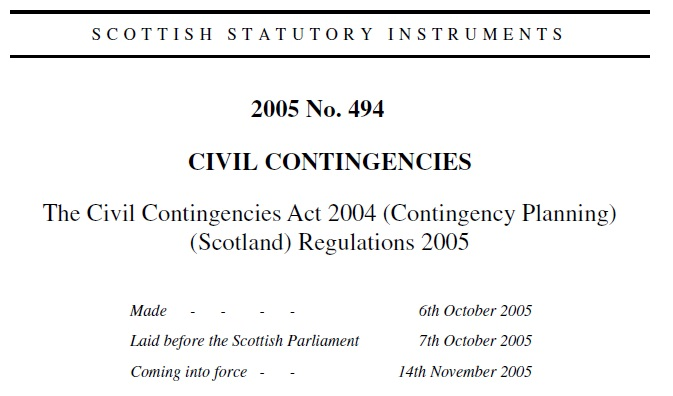 SCOTTISH STATUTORY INSTRUMENTS
2005 No. 494
CIVIL CONTINGENCIES
The Civil Contingencies Act 2004 (Contingency Planning)
(Scotland) Regulations 2005
Made - - - - 6th October 2005
Laid before the Scottish Parliament 7th October 2005
Coming into force - - 14th November 2005